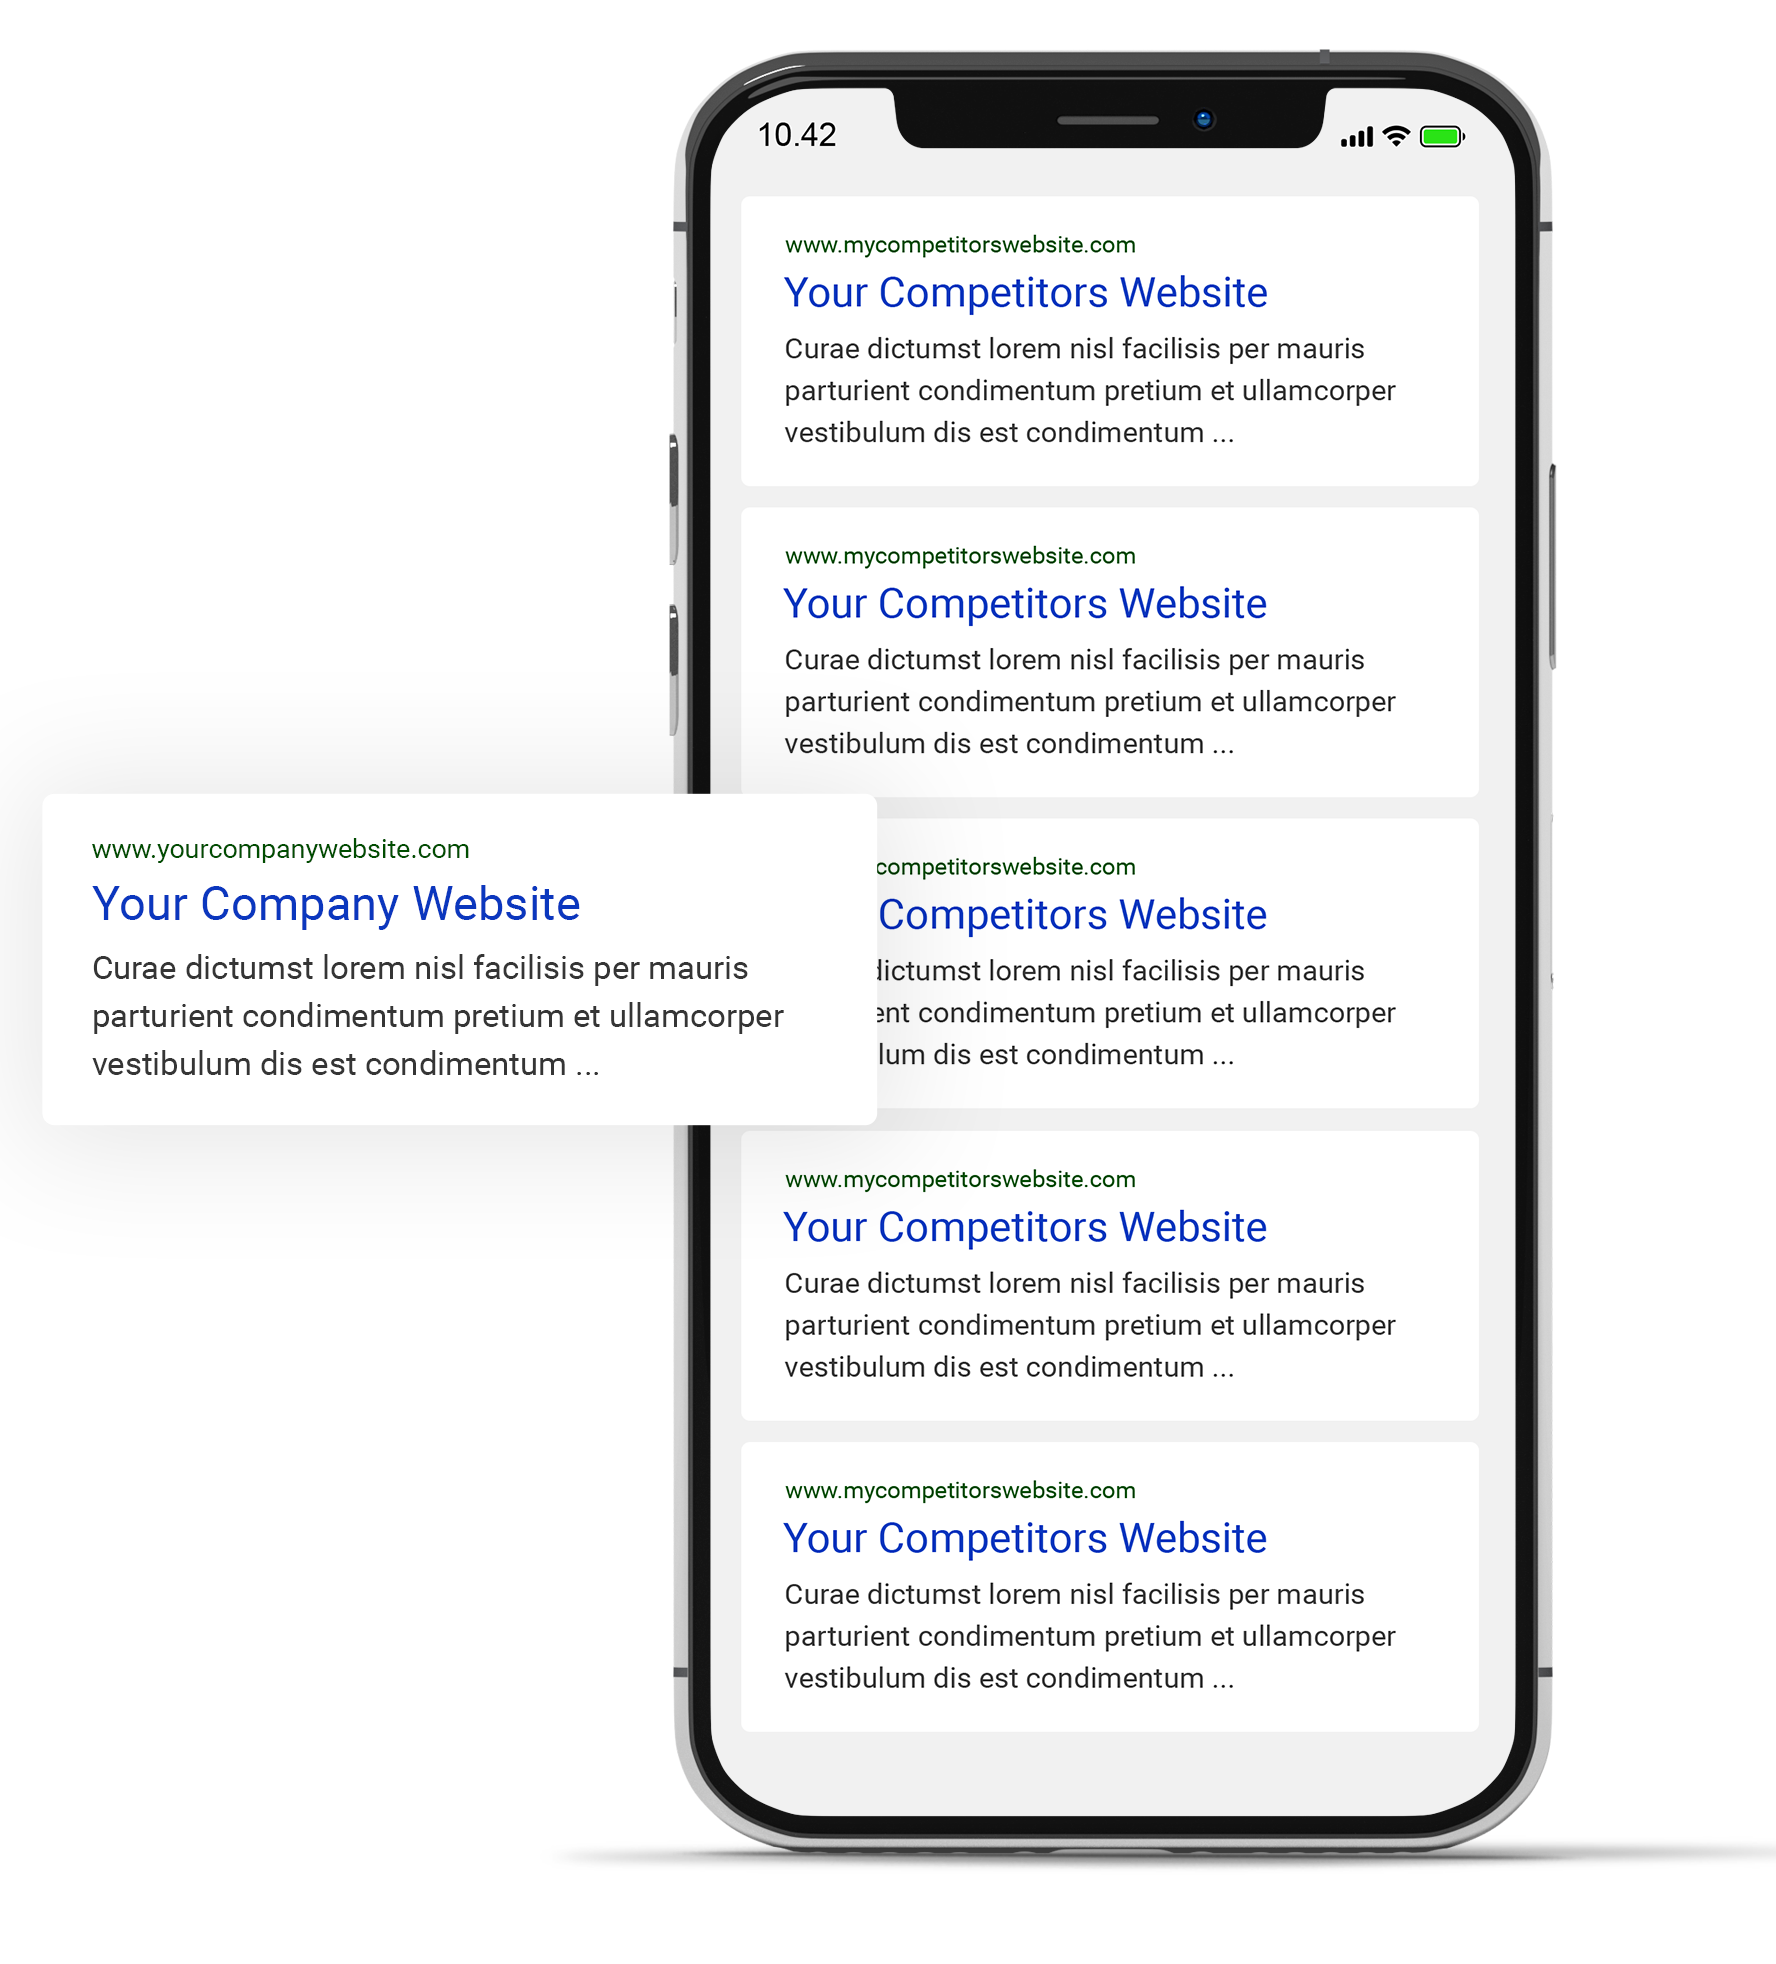 10.42
www.mycompetitorswebsite.com
Your Competitors Website
Curae dictumst lorem nisl facilisis per mauris
parturient condimentum pretium et ullamcorper
vestibulum dis est condimentum ...
www.mycompetitorswebsite.com
Your Competitors Website
Curae dictumst lorem nisl facilisis per mauris
parturient condimentum pretium et ullamcorper
vestibulum dis est condimentum ...
www.yourcompanywebsite.com
Your Company Website
Curae dictumst lorem nisl facilisis per mauris
parturient condimentum pretium et ullamcorper
vestibulum dis est condimentum ...
competitorswebsite.com
Competitors Website
lorem nisl facilisis per mauris
condimentum pretium et ullamcorper
dis est condimentum ...
www.mycompetitorswebsite.com
Your Competitors Website
Curae dictumst lorem nisl facilisis per mauris
parturient condimentum pretium et ullamcorper
vestibulum dis est condimentum ...
www.mycompetitorswebsite.com
Your Competitors Website
Curae dictumst lorem nisl facilisis per mauris
parturient condimentum pretium et ullamcorper
vestibulum dis est condimentum ...